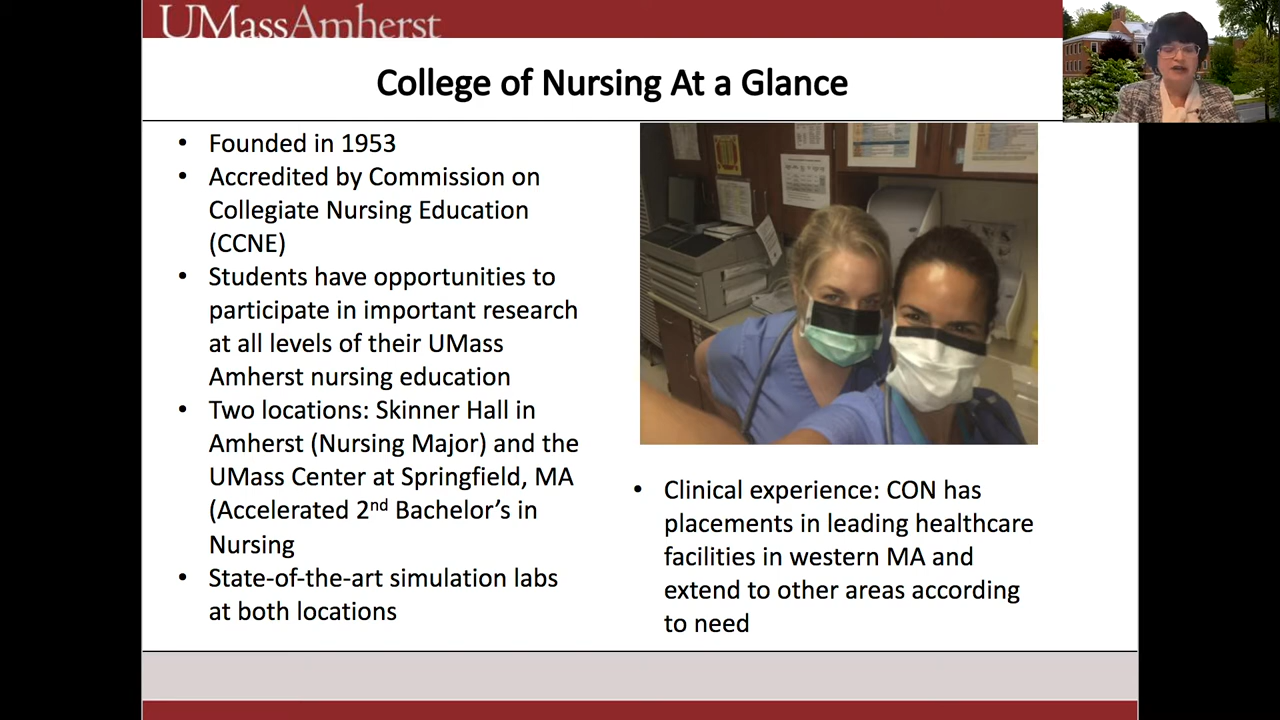 UMassAmherst
College of Nursing At a Glance
• Founded in 1953
• Accredited by Commission on
Collegiate Nursing Education
(CCNE)
• Students have opportunities to
participate in important research
at all levels of their UMass
Amherst nursing education
• Two locations: Skinner Hall in
Amherst (Nursing Major) and the
UMass Center at Springfield, MA
(Accelerated 2nd Bachelor’s in
Nursing
• State-of-the-art simulation labs
at both locations
• Clinical experience: CON has
placements in leading healthcare
facilities in western MA and
extend to other areas according
to need